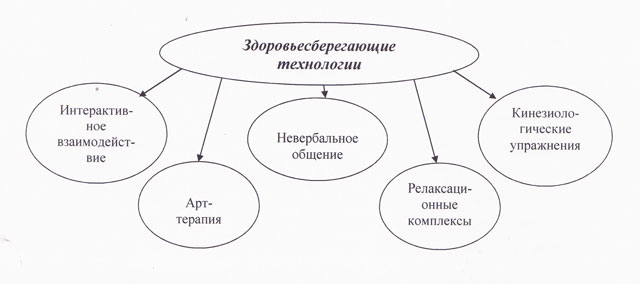 Здоровьесберегающие
технологии
Интерактив-
ное
взаимодейст-
вие
Арт-
терапия
Невербальное
общение
Релаксаци-
онные
комплексы
Кинезиоло-
гические
упражнения